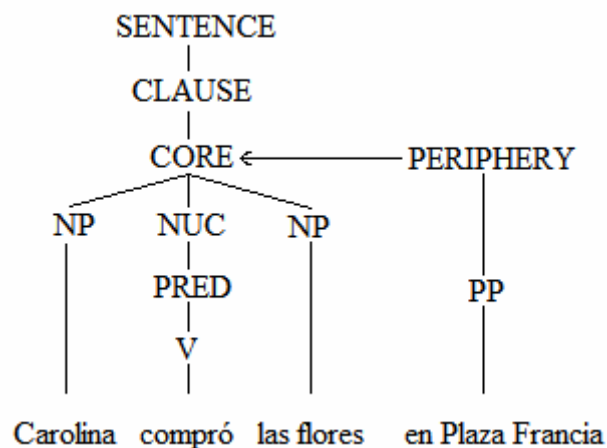 SENTENCE
CLAUSE
CORE PERIPHERY
NP NUC NP
PRED PP
V
Carolina compró las flores en Plaza Francia